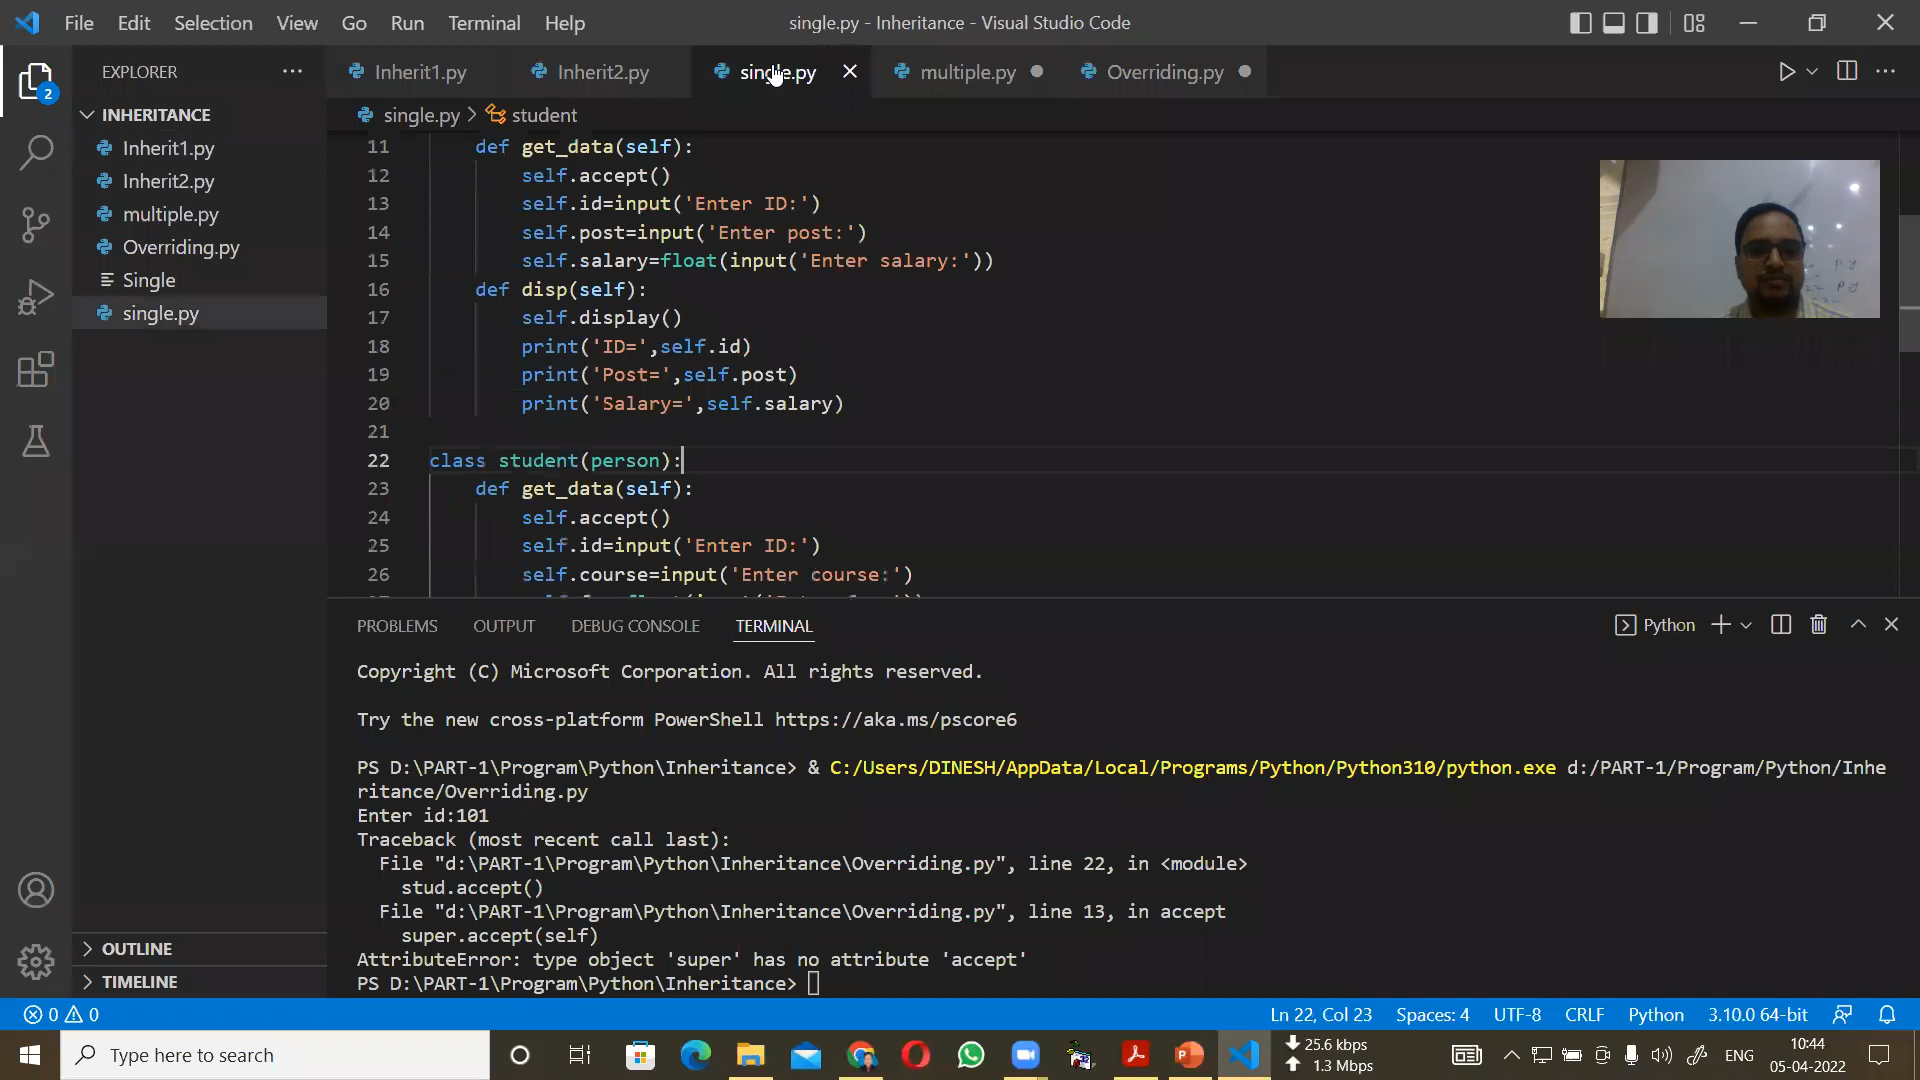 File Edit Selection View Go Run Terminal Help
single.py - Inheritance - Visual Studio Code
EXPLORER
Inherit1.py Inherit2.py single.py multiple.py Overriding.py
2
INHERITANCE
Inherit1.py
Inherit2.py
multiple.py
Overriding.py
Single
single.py
single.py > student
11 def get_data(self):
12 self.accept()
13 self.id=input('Enter ID:')
14 self.post=input('Enter post:')
15 self.salary=float(input('Enter salary:'))
16 def disp(self):
17 self.display()
18 print('ID=',self.id)
19 print('Post=',self.post)
20 print('Salary=',self.salary)
21
22 class student(person):
23 def get_data(self):
24 self.accept()
25 self.id=input('Enter ID:')
26 self.course=input('Enter course:')
PROBLEMS OUTPUT DEBUG CONSOLE TERMINAL
Python
Copyright (C) Microsoft Corporation. All rights reserved.
Try the new cross-platform PowerShell https://aka.ms/pscore6
PS D:\PART-1\Program\Python\Inheritance> & C:/Users/DINESH/AppData/Local/Programs/Python/Python310/python.exe d:/PART-1/Program/Python/Inhe
ritance/Overriding.py
Enter id:101
Traceback (most recent call last):
File "d:\PART-1\Program\Python\Inheritance\Overriding.py", line 22, in <module>
stud.accept()
File "d:\PART-1\Program\Python\Inheritance\Overriding.py", line 13, in accept
super.accept(self)
AttributeError: type object 'super' has no attribute 'accept'
PS D:\PART-1\Program\Python\Inheritance>
OUTLINE
TIMELINE
0 0
Ln 22, Col 23 Spaces: 4 UTF-8 CRLF Python 3.10.0 64-bit
Type here to search
25.6 kbps
1.3 Mbps
ENG
10:44
05-04-2022